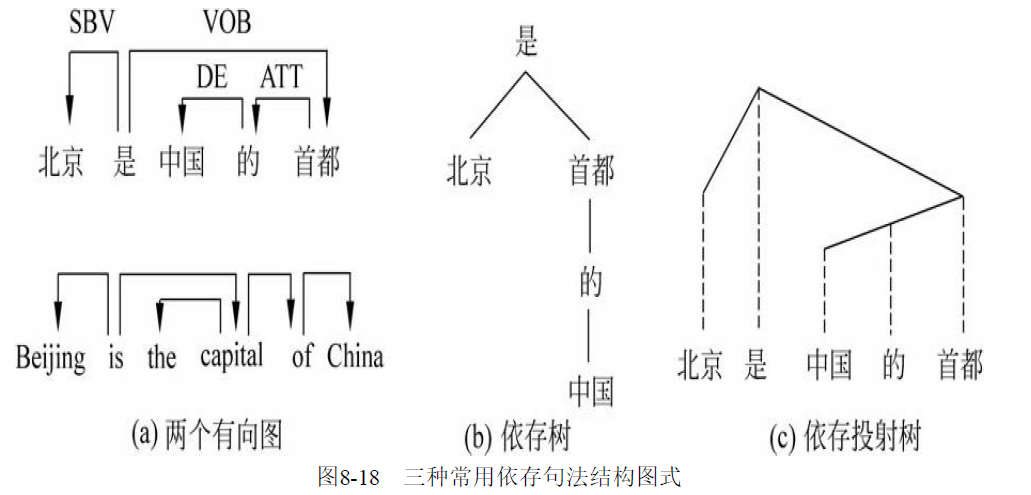 SBV VOB
DE ATT
北京 是 中国 的 首都
Beijing is the capital of China
(a) 两个有向图
是
北京 首都
的
中国
(b) 依存树
北京 是 中国 的 首都
(c) 依存投射树
图8-18 三种常用依存句法结构图式